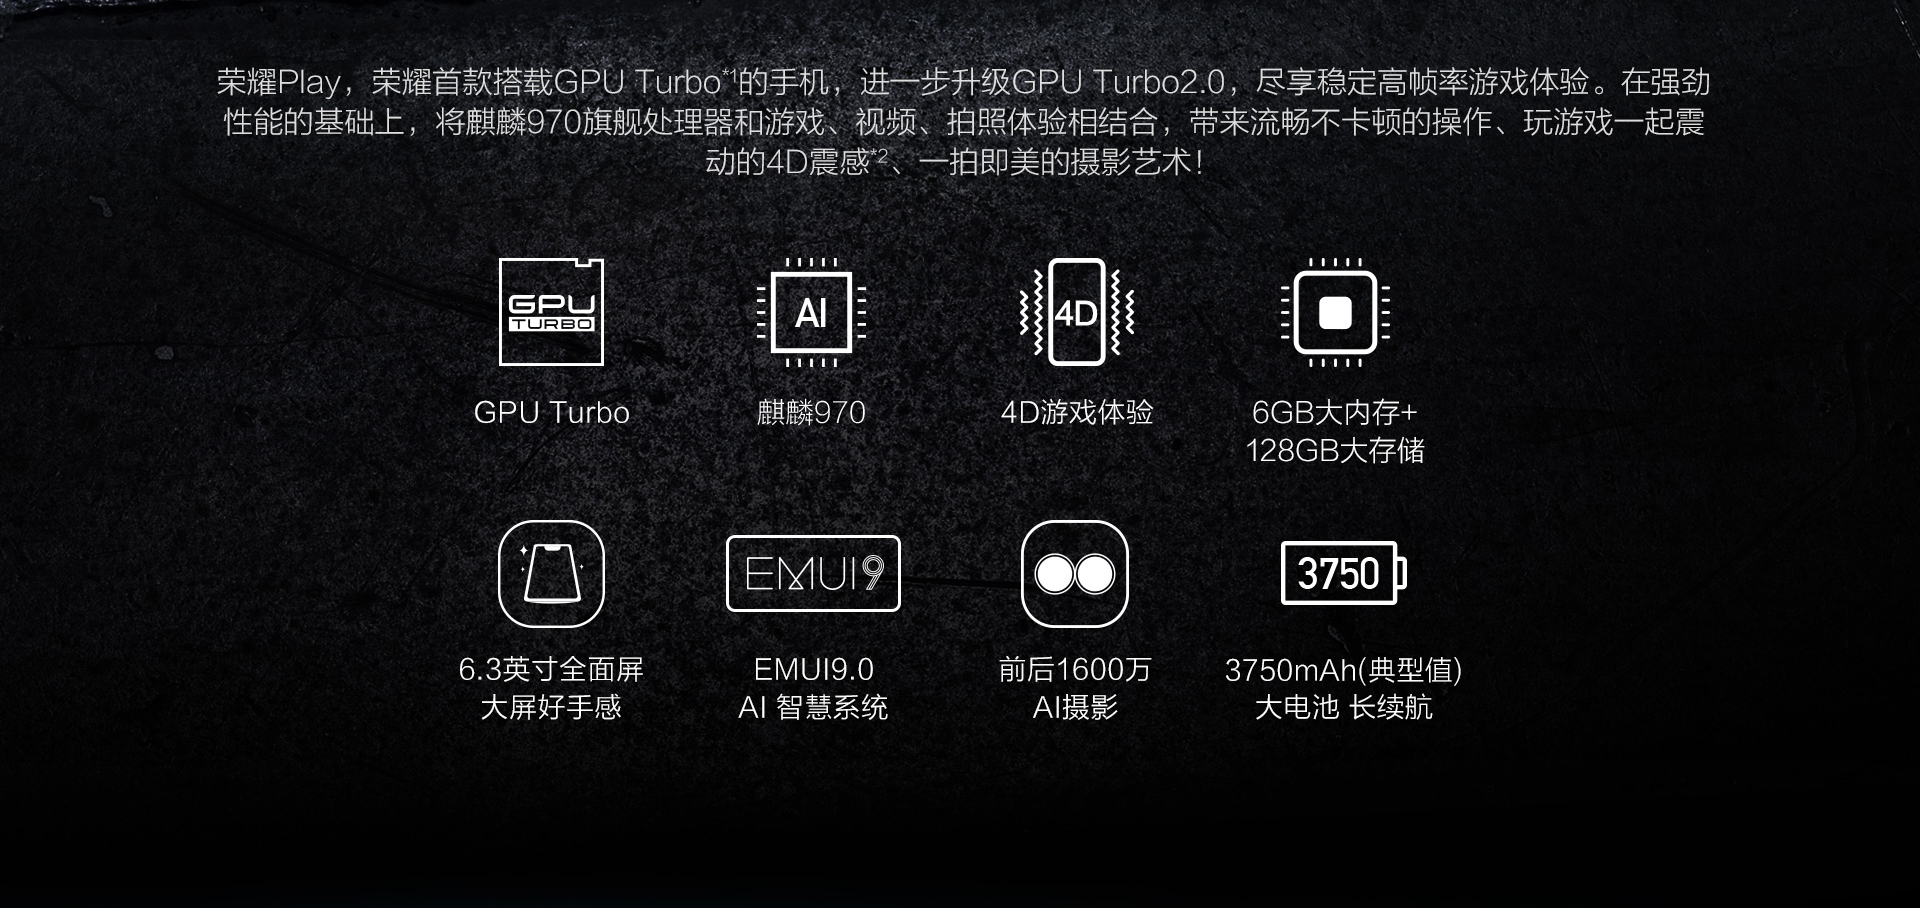 荣耀Play，荣耀首款搭载GPU Turbo*1的手机，进一步升级GPU Turbo2.0，尽享稳定高帧率游戏体验。在强劲
性能的基础上，将麒麟970旗舰处理器和游戏、视频、拍照体验相结合，带来流畅不卡顿的操作、玩游戏一起震
动的4D震感*2、一拍即美的摄影艺术！
GPU
TURBO
AI
4D
GPU Turbo
麒麟970
4D游戏体验
6GB大内存+
128GB大存储
EMUI9
3750
6.3英寸全面屏
大屏好手感
EMUI9.0
AI 智慧系统
前后1600万
AI摄影
3750mAh(典型值)
大电池 长续航